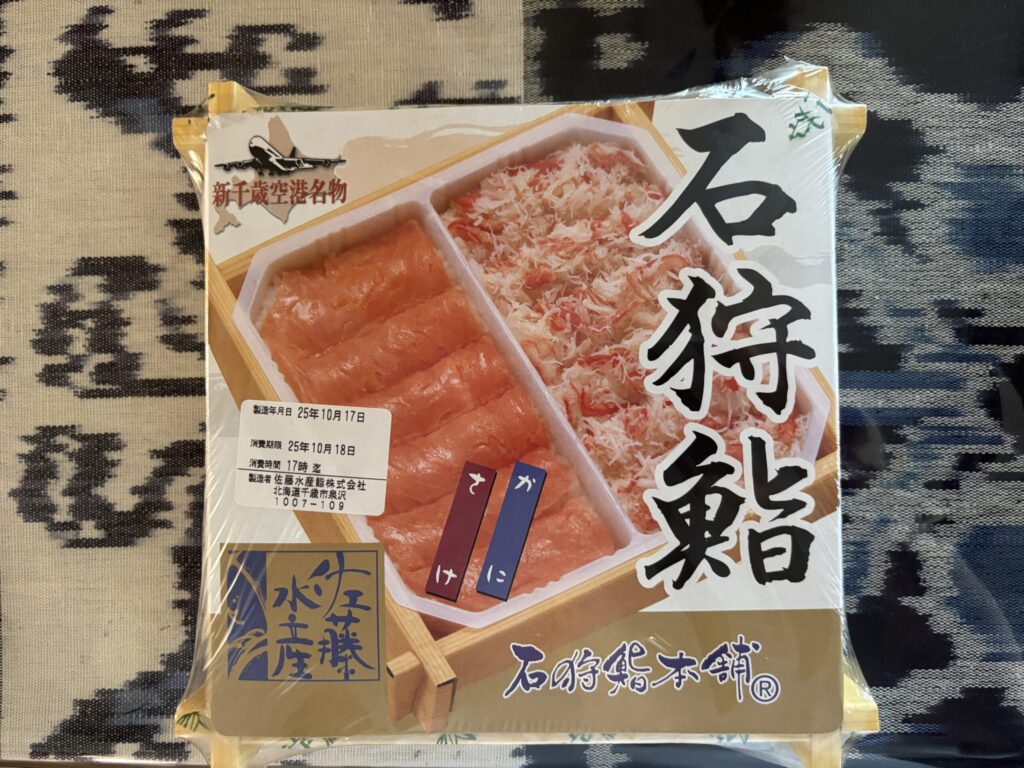 新千歳空港名物
石狩鮨
製造年月日 25年10月17日
消費期限 25年10月18日
消費時間 17時 迄
製造者 佐藤水産鮨株式会社
北海道千歳市泉沢
1007-109
さけ
かに
佐藤
水産
石狩鮨本舗®